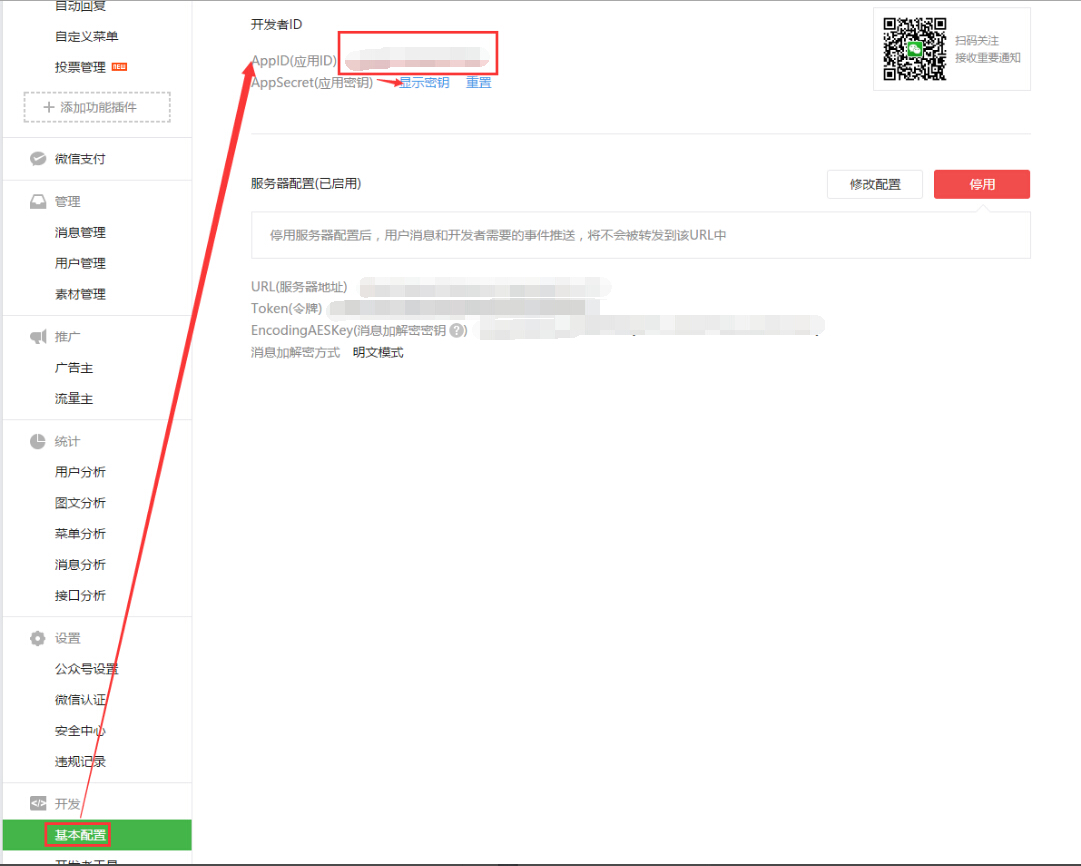 自动回复
自定义菜单
投票管理 NEW
+ 添加功能插件
微信支付
管理
消息管理
用户管理
素材管理
推广
广告主
流量主
统计
用户分析
图文分析
菜单分析
消息分析
接口分析
设置
公众号设置
微信认证
安全中心
违规记录
</> 开发
基本配置
开发者工具
开发者ID
AppID(应用ID)
AppSecret(应用密钥) 显示密钥 重置
扫码关注
接收重要通知
服务器配置(已启用)
修改配置
停用
停用服务器配置后，用户消息和开发者需要的事件推送，将不会被转发到该URL中
URL(服务器地址)
Token(令牌)
EncodingAESKey(消息加解密密钥?)
消息加解密方式 明文模式